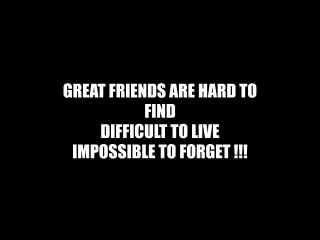 GREAT FRIENDS ARE HARD TO
FIND
DIFFICULT TO LIVE
IMPOSSIBLE TO FORGET !!!